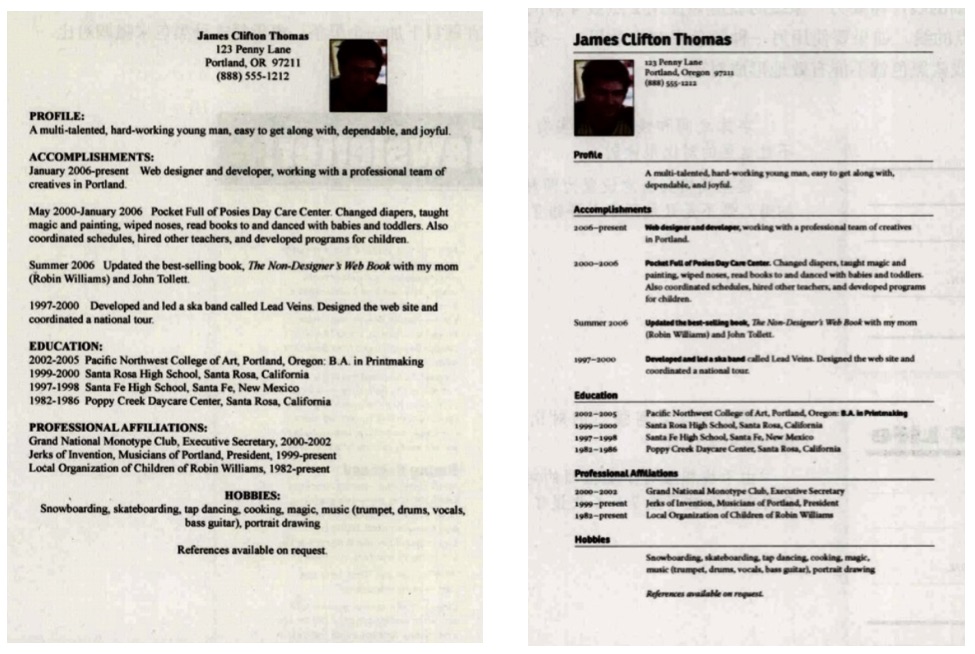 James Clifton Thomas
123 Penny Lane
Portland, OR 97211
(888) 555-1212
PROFILE:
A multi-talented, hard-working young man, easy to get along with, dependable, and joyful.
ACCOMPLISHMENTS:
January 2006-present Web designer and developer, working with a professional team of
creatives in Portland.
May 2000-January 2006 Pocket Full of Posies Day Care Center. Changed diapers, taught
magic and painting, wiped noses, read books to and danced with babies and toddlers. Also
coordinated schedules, hired other teachers, and developed programs for children.
Summer 2006 Updated the best-selling book, The Non-Designer's Web Book with my mom
(Robin Williams) and John Tollett.
1997-2000 Developed and led a ska band called Lead Veins. Designed the web site and
coordinated a national tour.
EDUCATION:
2002-2005 Pacific Northwest College of Art, Portland, Oregon: B.A. in Printmaking
1999-2000 Santa Rosa High School, Santa Rosa, California
1997-1998 Santa Fe High School, Santa Fe, New Mexico
1982-1986 Poppy Creek Daycare Center, Santa Rosa, California
PROFESSIONAL AFFILIATIONS:
Grand National Monotype Club, Executive Secretary, 2000-2002
Jerks of Invention, Musicians of Portland, President, 1999-present
Local Organization of Children of Robin Williams, 1982-present
HOBBIES:
Snowboarding, skateboarding, tap dancing, cooking, magic, music (trumpet, drums, vocals,
bass guitar), portrait drawing
References available on request.
James Clifton Thomas
123 Penny Lane
Portland, Oregon 97211
(888) 555-1212
Profile
A multi-talented, hard-working young man, easy to get along with,
dependable, and joyful.
Accomplishments
2006–present Web designer and developer, working with a professional team of creatives
in Portland.
2000–2006 Pocket Full of Posies Day Care Center. Changed diapers, taught magic and
painting, wiped noses, read books to and danced with babies and toddlers.
Also coordinated schedules, hired other teachers, and developed programs
for children.
Summer 2006 Updated the best-selling book, The Non-Designer's Web Book with my mom
(Robin Williams) and John Tollett.
1997–2000 Developed and led a ska band called Lead Veins. Designed the web site and
coordinated a national tour.
Education
2002–2005 Pacific Northwest College of Art, Portland, Oregon: B.A. in Printmaking
1999–2000 Santa Rosa High School, Santa Rosa, California
1997–1998 Santa Fe High School, Santa Fe, New Mexico
1982–1986 Poppy Creek Daycare Center, Santa Rosa, California
Professional Affiliations
2000–2002 Grand National Monotype Club, Executive Secretary
1999–present Jerks of Invention, Musicians of Portland, President
1982–present Local Organization of Children of Robin Williams
Hobbies
Snowboarding, skateboarding, tap dancing, cooking, magic,
music (trumpet, drums, vocals, bass guitar), portrait drawing
References available on request.